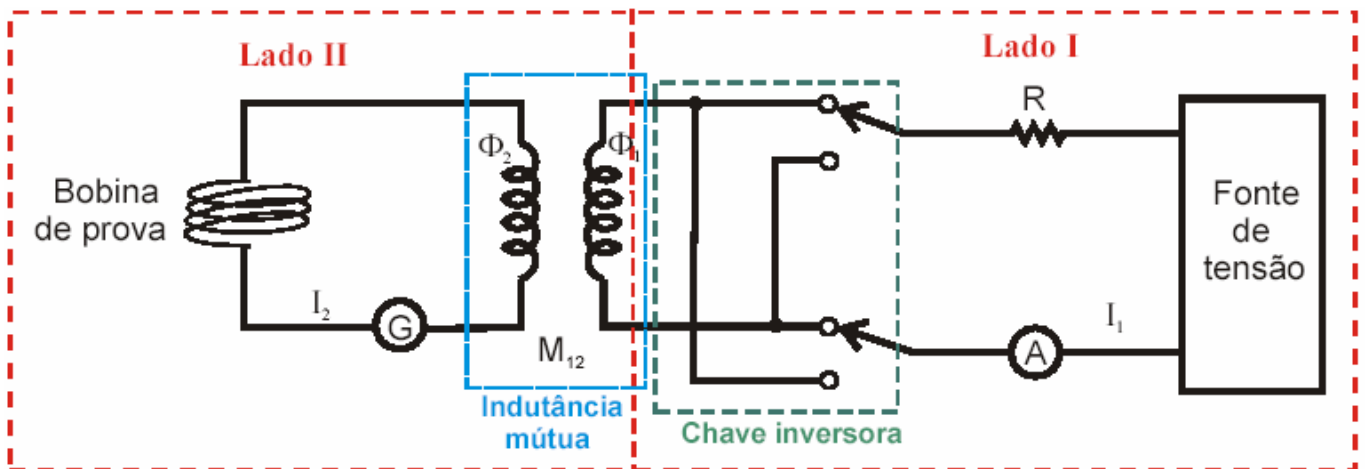 Lado II
Lado I
R
Φ₂
Φ₁
Bobina
de prova
Fonte
de
tensão
I₂
G
M₁₂
I₁
A
Indutância
mútua
Chave inversora